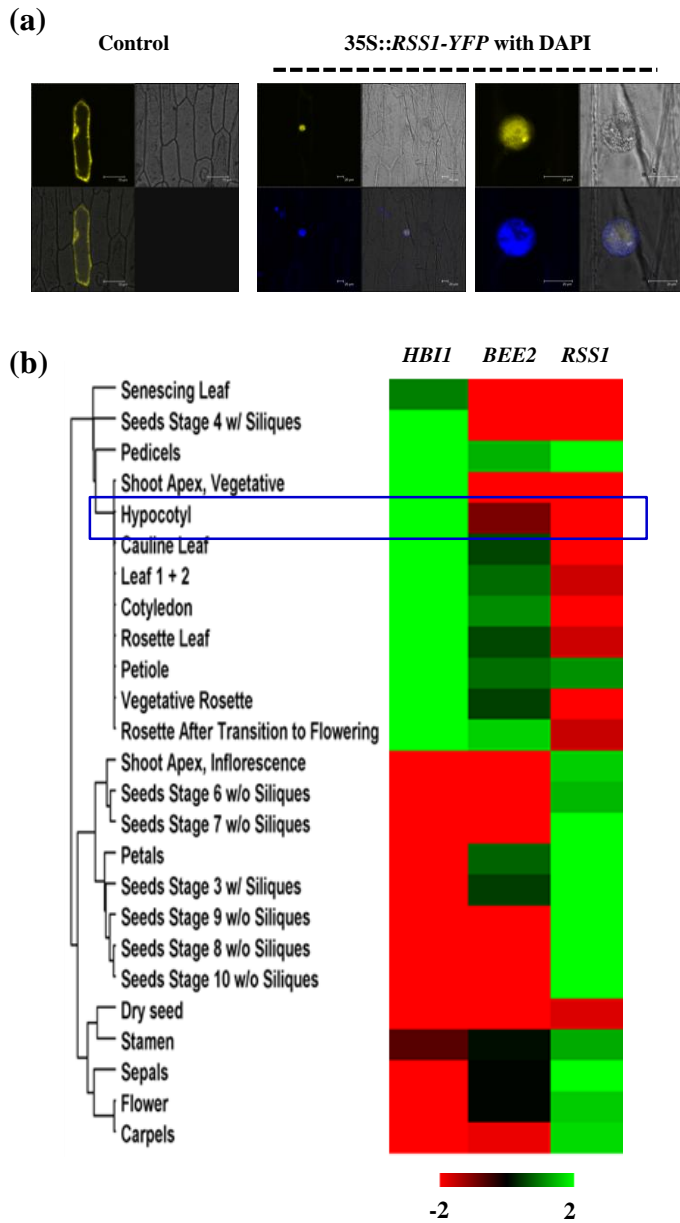 (a)
Control
35S::RSS1-YFP with DAPI
(b)
HBI1 BEE2 RSS1
Senescing Leaf
Seeds Stage 4 w/ Siliques
Pedicels
Shoot Apex, Vegetative
Hypocotyl
Cauline Leaf
Leaf 1 + 2
Cotyledon
Rosette Leaf
Petiole
Vegetative Rosette
Rosette After Transition to Flowering
Shoot Apex, Inflorescence
Seeds Stage 6 w/o Siliques
Seeds Stage 7 w/o Siliques
Petals
Seeds Stage 3 w/ Siliques
Seeds Stage 9 w/o Siliques
Seeds Stage 8 w/o Siliques
Seeds Stage 10 w/o Siliques
Dry seed
Stamen
Sepals
Flower
Carpels
-2 2